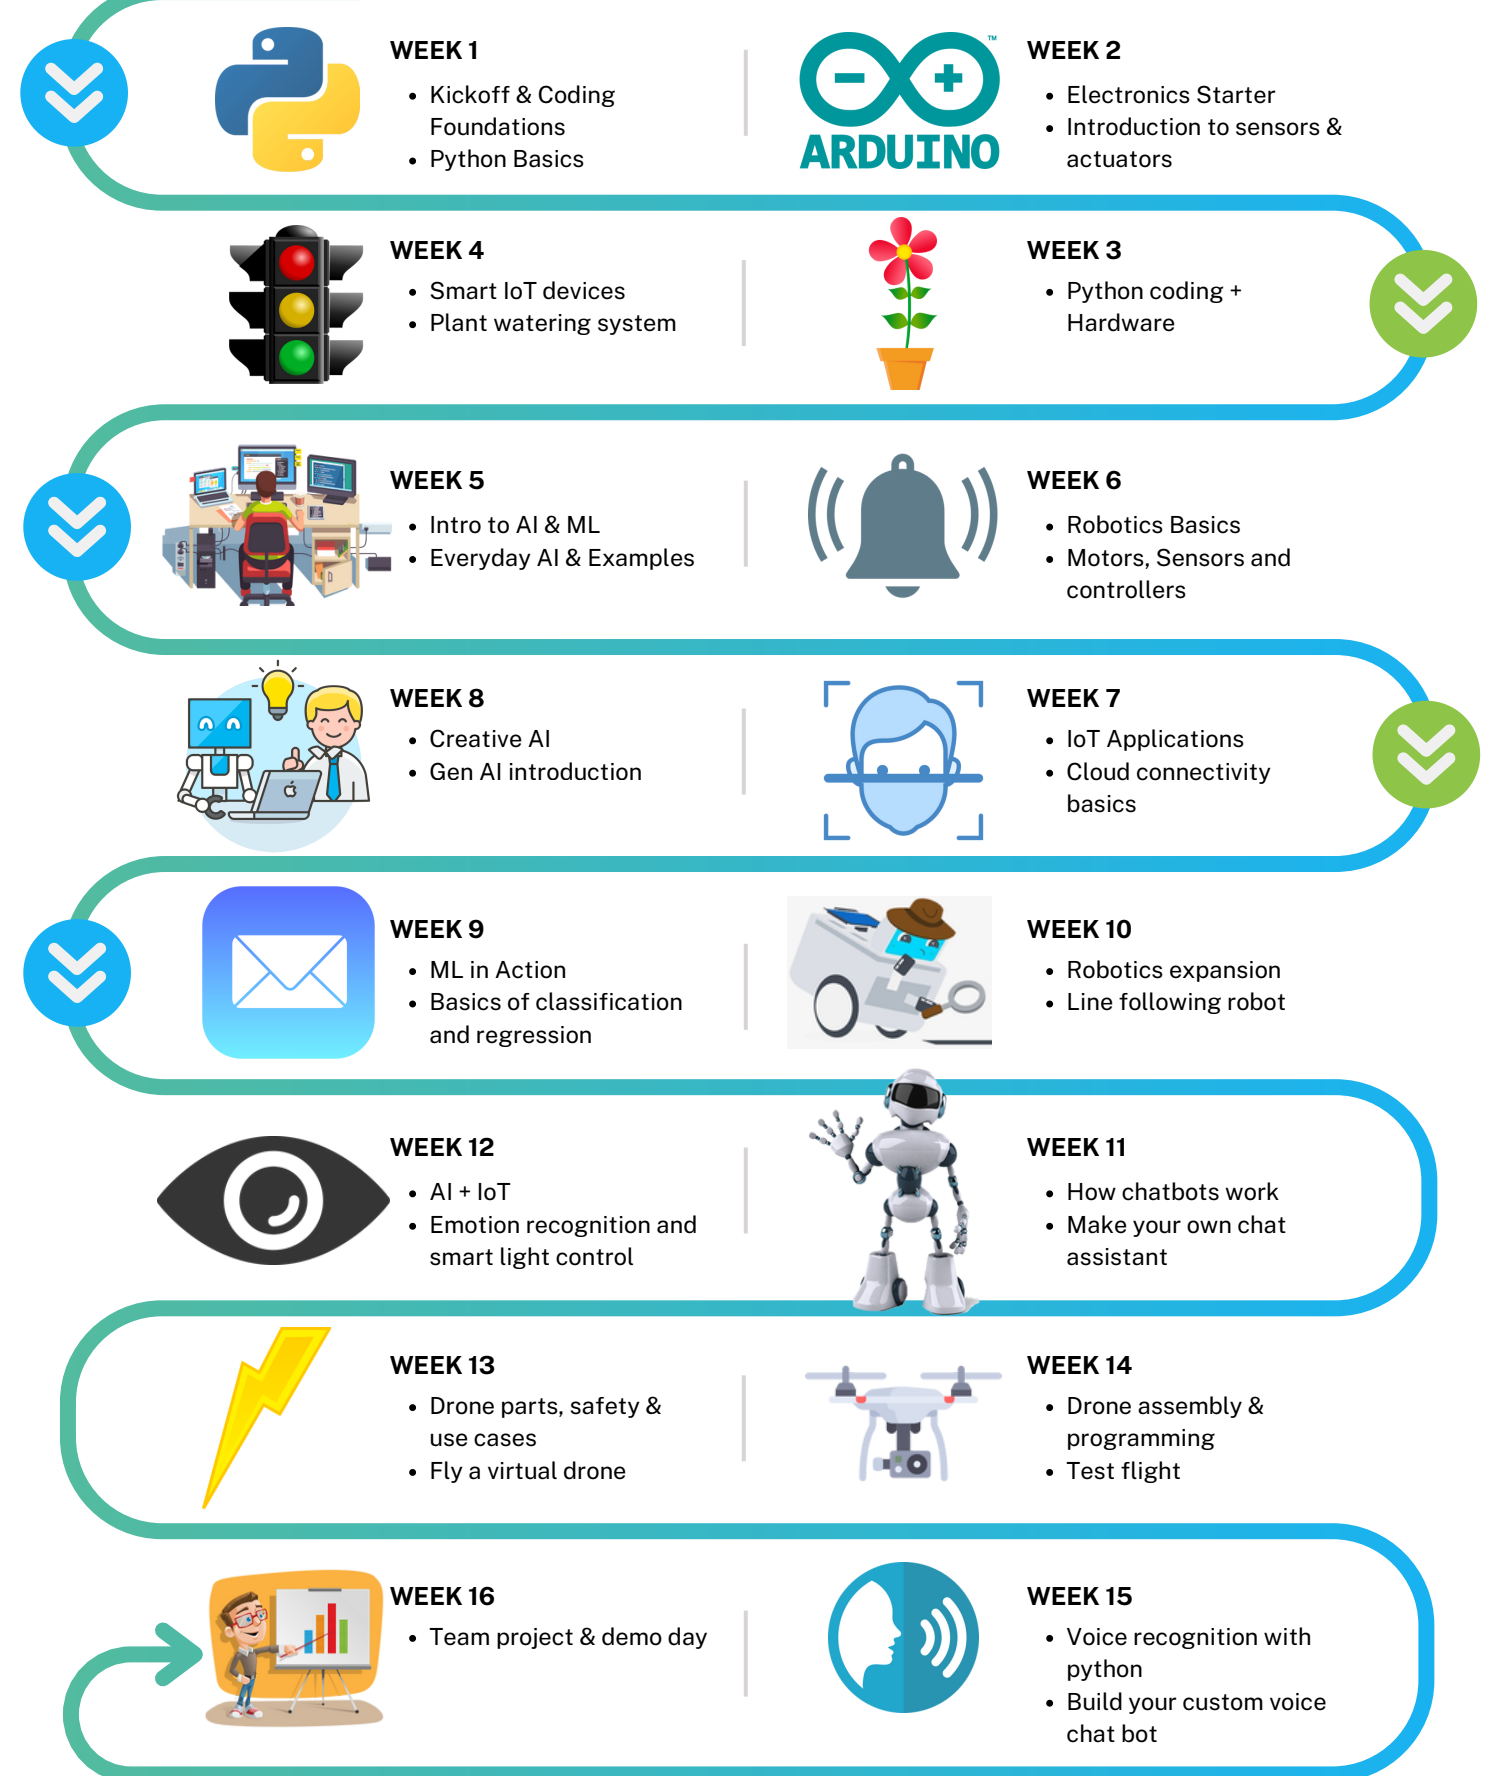 WEEK 1
• Kickoff & Coding
Foundations
• Python Basics
™
ARDUINO
WEEK 2
• Electronics Starter
• Introduction to sensors &
actuators
WEEK 4
• Smart IoT devices
• Plant watering system
WEEK 3
• Python coding +
Hardware
WEEK 5
• Intro to AI & ML
• Everyday AI & Examples
WEEK 6
• Robotics Basics
• Motors, Sensors and
controllers
WEEK 8
• Creative AI
• Gen AI introduction
WEEK 7
• IoT Applications
• Cloud connectivity
basics
WEEK 9
• ML in Action
• Basics of classification
and regression
WEEK 10
• Robotics expansion
• Line following robot
WEEK 12
• AI + IoT
• Emotion recognition and
smart light control
WEEK 11
• How chatbots work
• Make your own chat
assistant
WEEK 13
• Drone parts, safety &
use cases
• Fly a virtual drone
WEEK 14
• Drone assembly &
programming
• Test flight
WEEK 16
• Team project & demo day
WEEK 15
• Voice recognition with
python
• Build your custom voice
chat bot